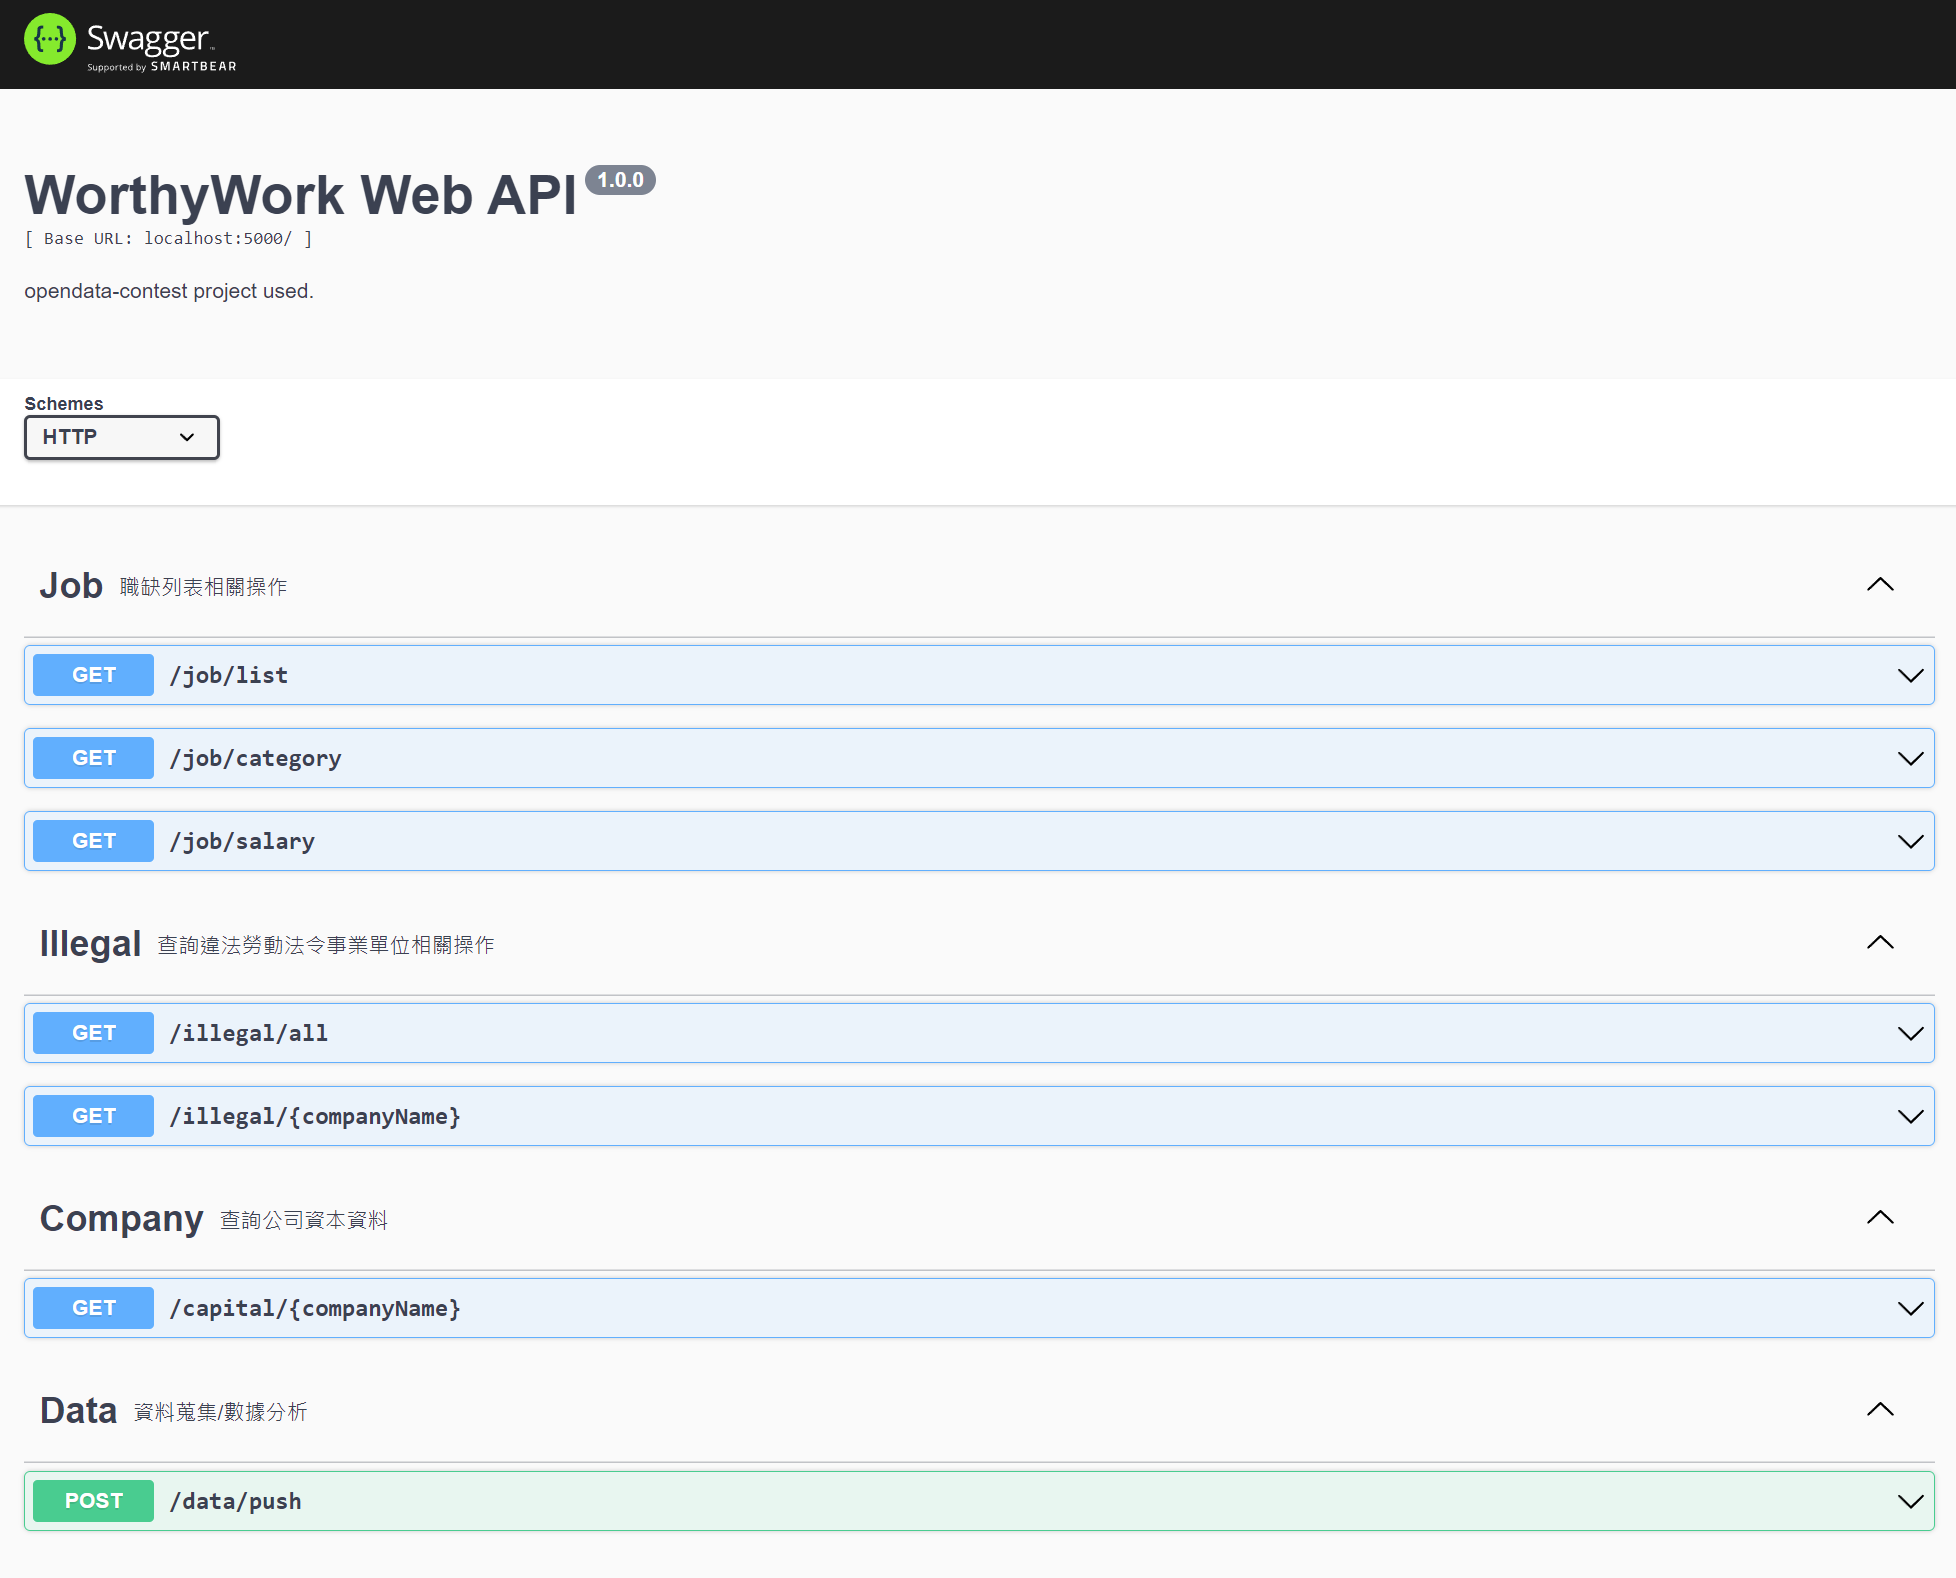 {...} Swagger™
Supported by SMARTBEAR
WorthyWork Web API 1.0.0
[ Base URL: localhost:5000/ ]
opendata-contest project used.
Schemes
HTTP
Job 職缺列表相關操作
GET /job/list
GET /job/category
GET /job/salary
Illegal 查詢違法勞動法令事業單位相關操作
GET /illegal/all
GET /illegal/{companyName}
Company 查詢公司資本資料
GET /capital/{companyName}
Data 資料蒐集/數據分析
POST /data/push